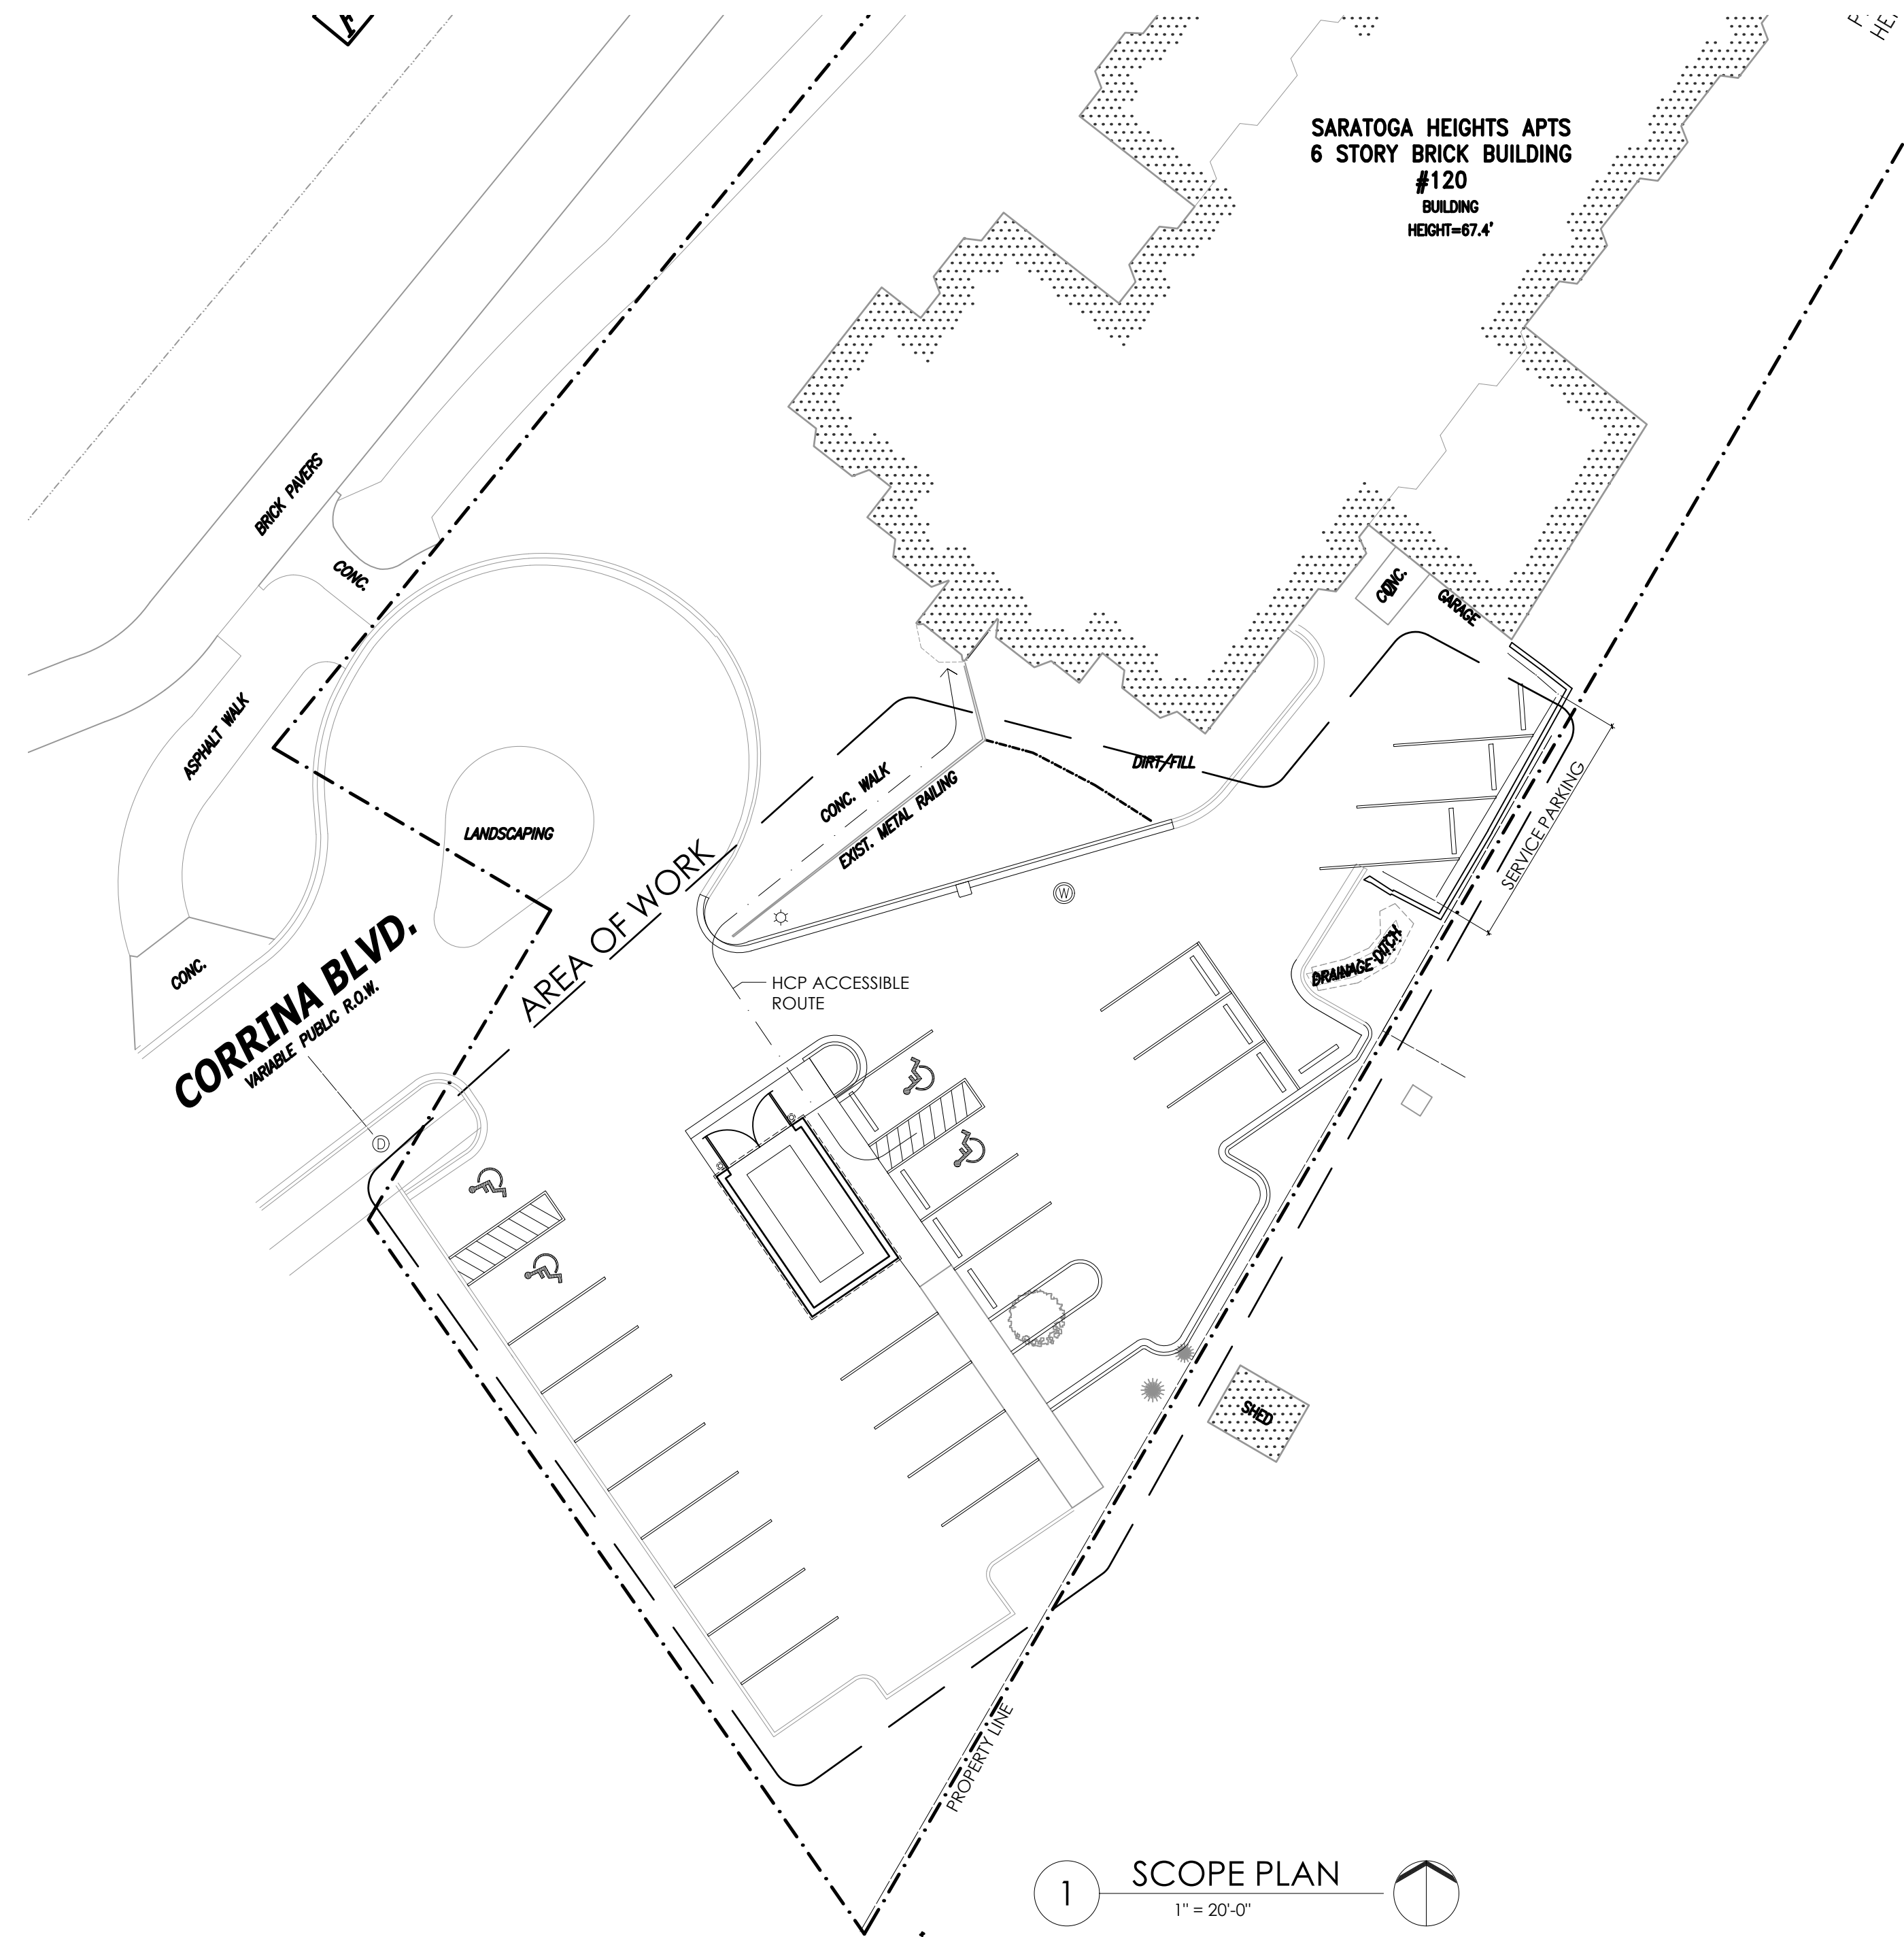 SARATOGA HEIGHTS APTS
6 STORY BRICK BUILDING
#120
BUILDING
HEIGHT=67.4'
BRICK PAVERS
CONC.
CONC.
GARAGE
ASPHALT WALK
LANDSCAPING
CONC. WALK
EXIST. METAL RAILING
DIRT/FILL
SERVICE PARKING
AREA OF WORK
W
CONC.
CORRINA BLVD.
VARIABLE PUBLIC R.O.W.
HCP ACCESSIBLE
ROUTE
DRAINAGE DITCH
D
SHED
PROPERTY LINE
1
SCOPE PLAN
1" = 20'-0"